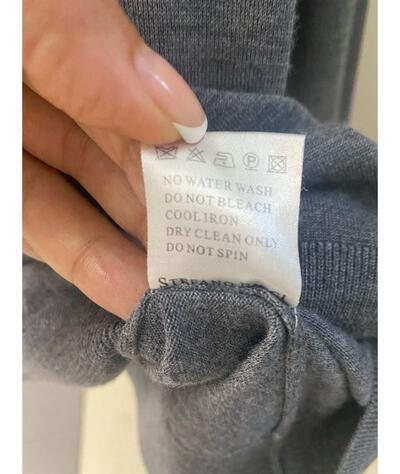 P
NO WATER WASH
DO NOT BLEACH
COOL IRON
DRY CLEAN ONLY
DO NOT SPIN